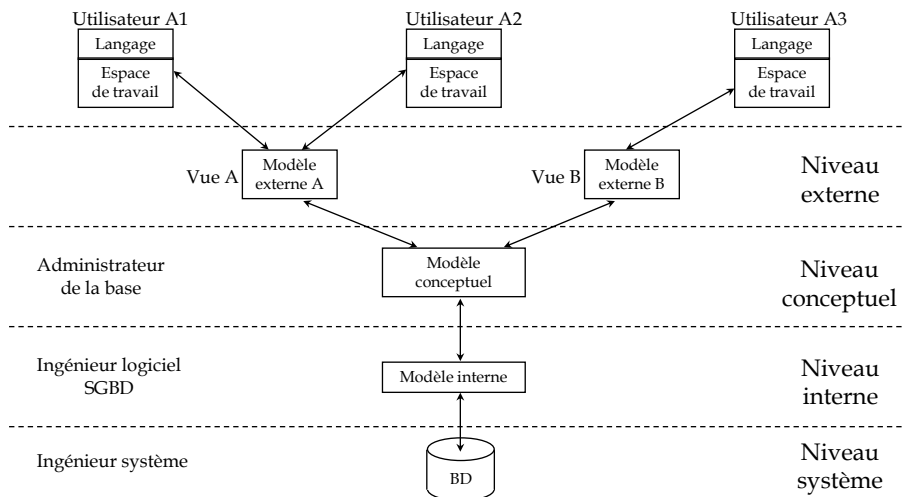 Utilisateur A1
Utilisateur A2
Utilisateur A3
Langage
Espace
de travail
Langage
Espace
de travail
Langage
Espace
de travail
Vue A
Modèle
externe A
Vue B
Modèle
externe B
Niveau
externe
Administrateur
de la base
Modèle
conceptuel
Niveau
conceptuel
Ingénieur logiciel
SGBD
Modèle interne
Niveau
interne
Ingénieur système
BD
Niveau
système